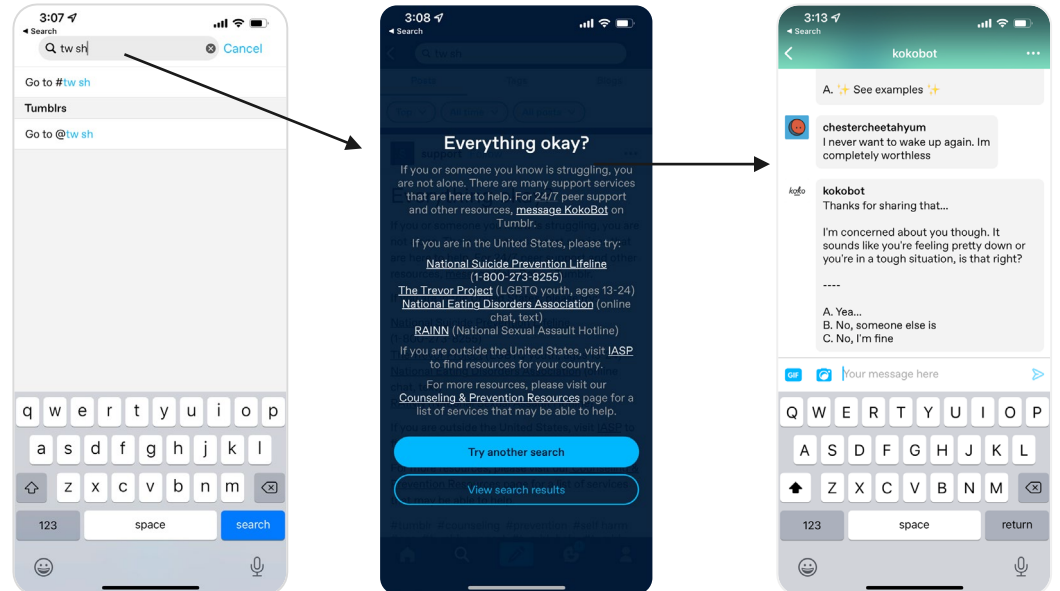 3:07
Search
tw sh
Cancel
Go to #tw sh
Tumblrs
Go to @tw sh
q w e r t y u i o p
a s d f g h j k l
z x c v b n m
123
space
search
3:08
Search
Everything okay?
If you or someone you know is struggling, you
are not alone. There are many support services
that are here to help. For 24/7 peer support
and other resources, message KokoBot on
Tumblr.
If you are in the United States, please try:
National Suicide Prevention Lifeline
(1-800-273-8255)
The Trevor Project (LGBTQ youth, ages 13-24)
National Eating Disorders Association (online
chat, text)
RAINN (National Sexual Assault Hotline)
If you are outside the United States, visit IASP
to find resources for your country.
For more resources, please visit our
Counseling & Prevention Resources page for a
list of services that may be able to help.
Try another search
View search results
3:13
Search
kokobot
A. ✨ See examples ✨
chestercheetahyum
I never want to wake up again. Im
completely worthless
koko
kokobot
Thanks for sharing that...
I'm concerned about you though. It
sounds like you're feeling pretty down or
you're in a tough situation, is that right?
----
A. Yea...
B. No, someone else is
C. No, I'm fine
GIF
Your message here
Q W E R T Y U I O P
A S D F G H J K L
Z X C V B N M
123
space
return